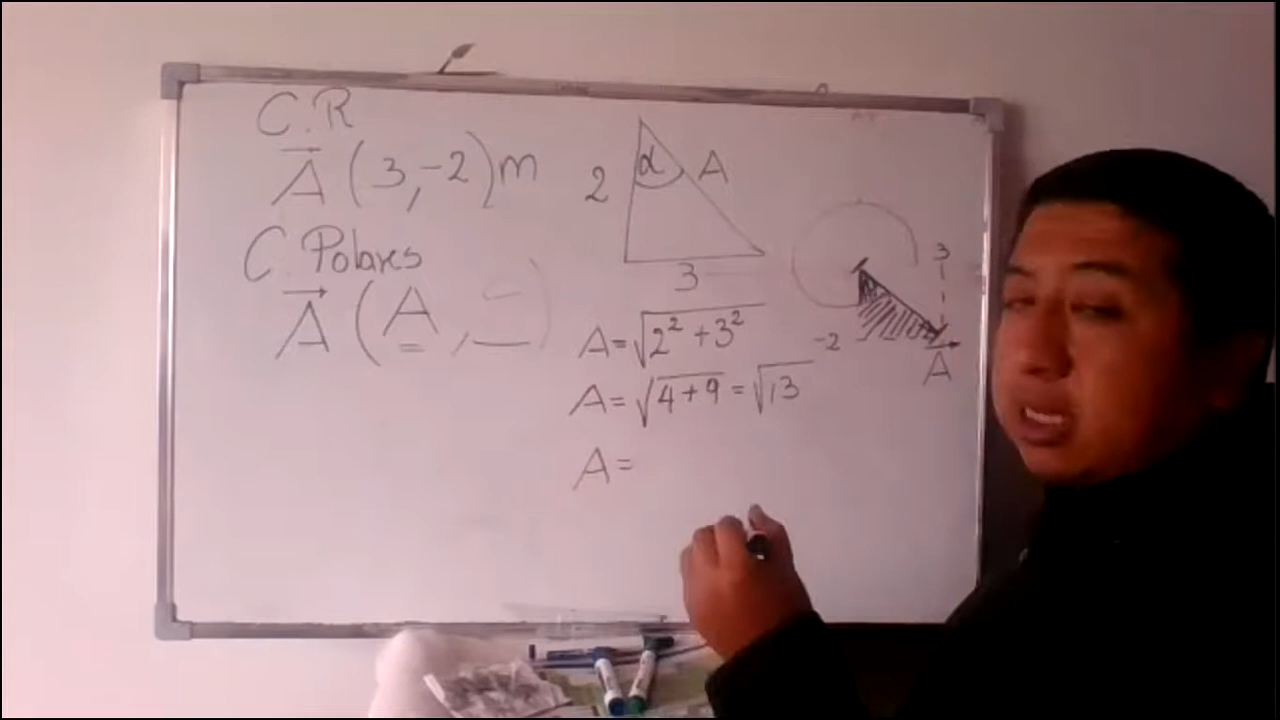 C.R
A (3,-2)m
C. Polares
A (A,
2
α
A
3
A=√2²+3²
A=√4+9=√13
A=
3
-2
A